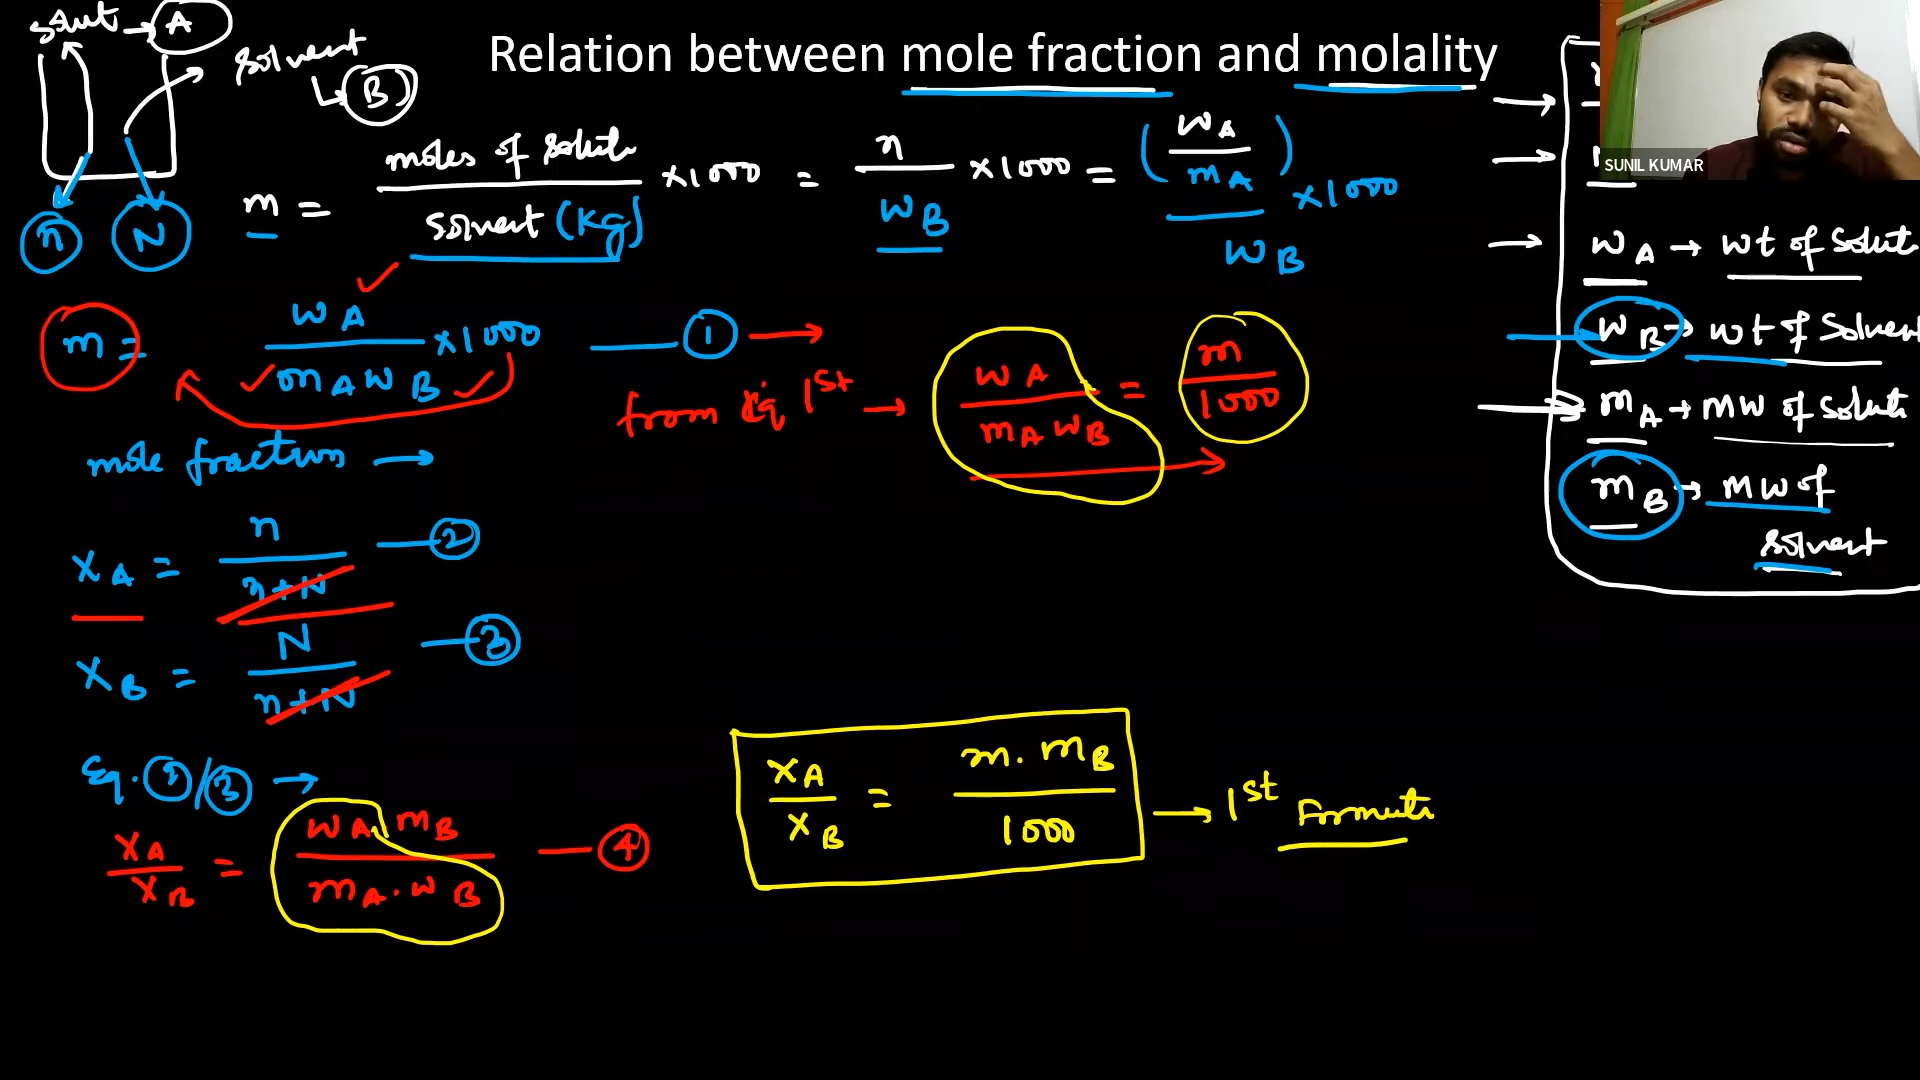 Relation between mole fraction and molality
solut → A
solvent
B
n N
SUNIL KUMAR
m = moles of solute / solvent (kg) ×1000 = n / WB ×1000 = (WA / mA) / WB ×1000
m = WA / mA WB ×1000 — 1 →
from Eq 1st → WA / mA WB = m / 1000
mole fraction →
XA = n / n+N — 2
XB = N / n+N — 3
Eq. 2/3 →
XA / XB = WA. mB / mA. WB — 4
XA / XB = m. mB / 1000 → 1st Formula
WA → wt of solut
WB → wt of solvent
mA → MW of solute
mB → MW of
solvent